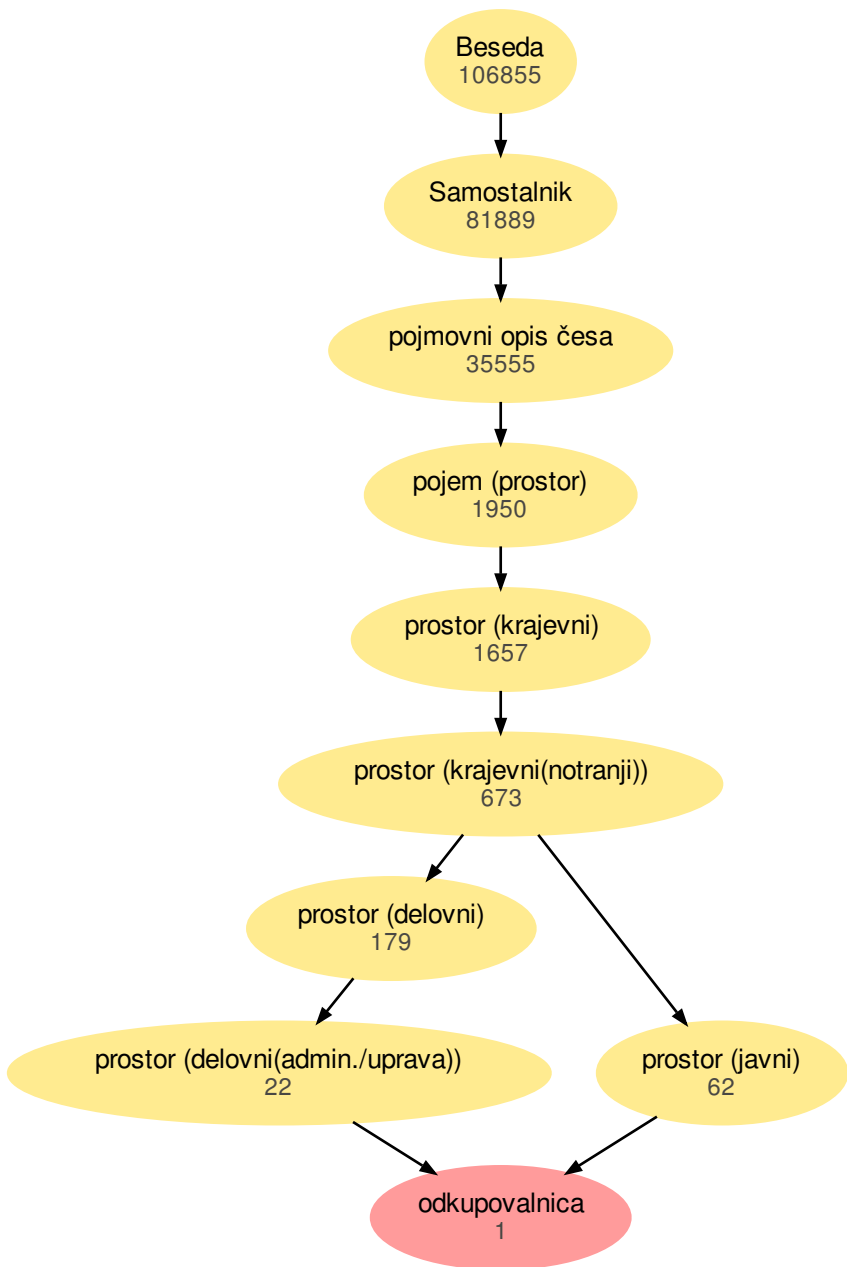 Beseda
106855
Samostalnik
81889
pojmovni opis česa
35555
pojem (prostor)
1950
prostor (krajevni)
1657
prostor (krajevni(notranji))
673
prostor (delovni)
179
prostor (delovni(admin./uprava))
22
prostor (javni)
62
odkupovalnica
1